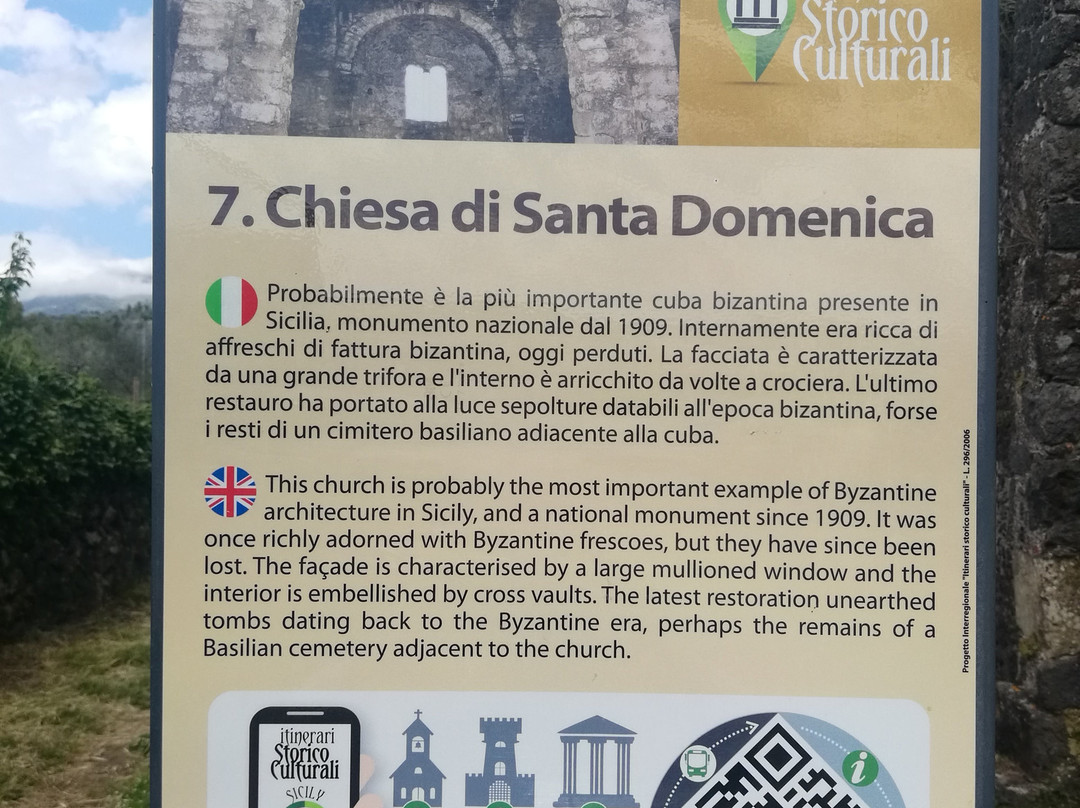 Storico
Culturali
7. Chiesa di Santa Domenica
Probabilmente è la più importante cuba bizantina presente in
Sicilia, monumento nazionale dal 1909. Internamente era ricca di
affreschi di fattura bizantina, oggi perduti. La facciata è caratterizzata
da una grande trifora e l'interno è arricchito da volte a crociera. L'ultimo
restauro ha portato alla luce sepolture databili all'epoca bizantina, forse
i resti di un cimitero basiliano adiacente alla cuba.
This church is probably the most important example of Byzantine
architecture in Sicily, and a national monument since 1909. It was
once richly adorned with Byzantine frescoes, but they have since been
lost. The façade is characterised by a large mullioned window and the
interior is embellished by cross vaults. The latest restoration unearthed
tombs dating back to the Byzantine era, perhaps the remains of a
Basilian cemetery adjacent to the church.
Progetto Interregionale "Itinerari storico culturali" - L. 296/2006
itinerari
Storico
Culturali
SICILY
i